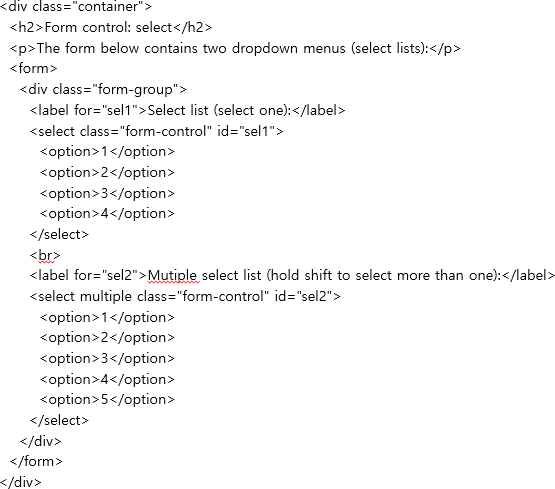 <div class="container">
<h2>Form control: select</h2>
<p>The form below contains two dropdown menus (select lists):</p>
<form>
<div class="form-group">
<label for="sel1">Select list (select one):</label>
<select class="form-control" id="sel1">
<option>1</option>
<option>2</option>
<option>3</option>
<option>4</option>
</select>
<br>
<label for="sel2">Mutiple select list (hold shift to select more than one):</label>
<select multiple class="form-control" id="sel2">
<option>1</option>
<option>2</option>
<option>3</option>
<option>4</option>
<option>5</option>
</select>
</div>
</form>
</div>